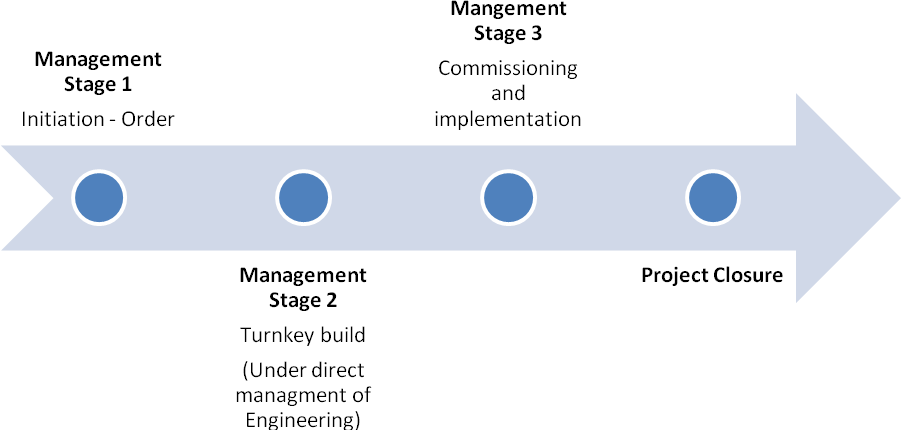 Management
Stage 1
Initiation - Order
Management
Stage 2
Turnkey build
(Under direct
managment of
Engineering)
Mangement
Stage 3
Commissioning
and
implementation
Project Closure